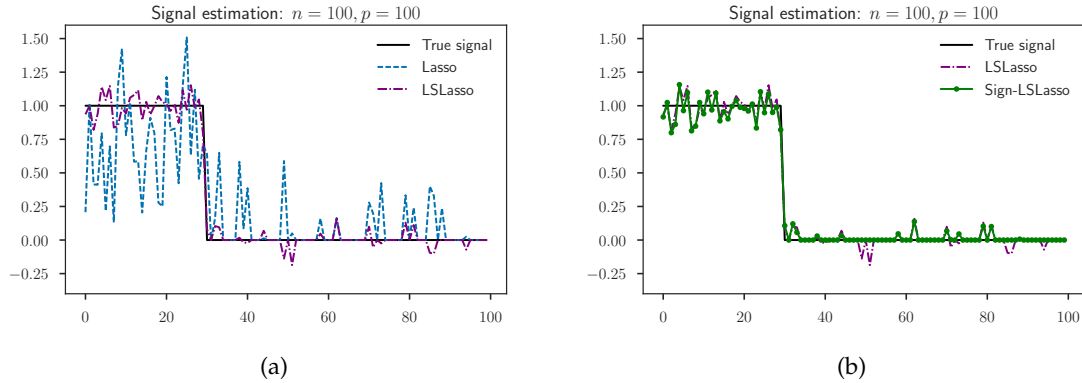 Signal estimation: n = 100, p = 100
1.50
1.25
1.00
0.75
0.50
0.25
0.00
−0.25
0 20 40 60 80 100
True signal
Lasso
LSLasso
(a)
Signal estimation: n = 100, p = 100
1.50
1.25
1.00
0.75
0.50
0.25
0.00
−0.25
0 20 40 60 80 100
True signal
LSLasso
Sign-LSLasso
(b)